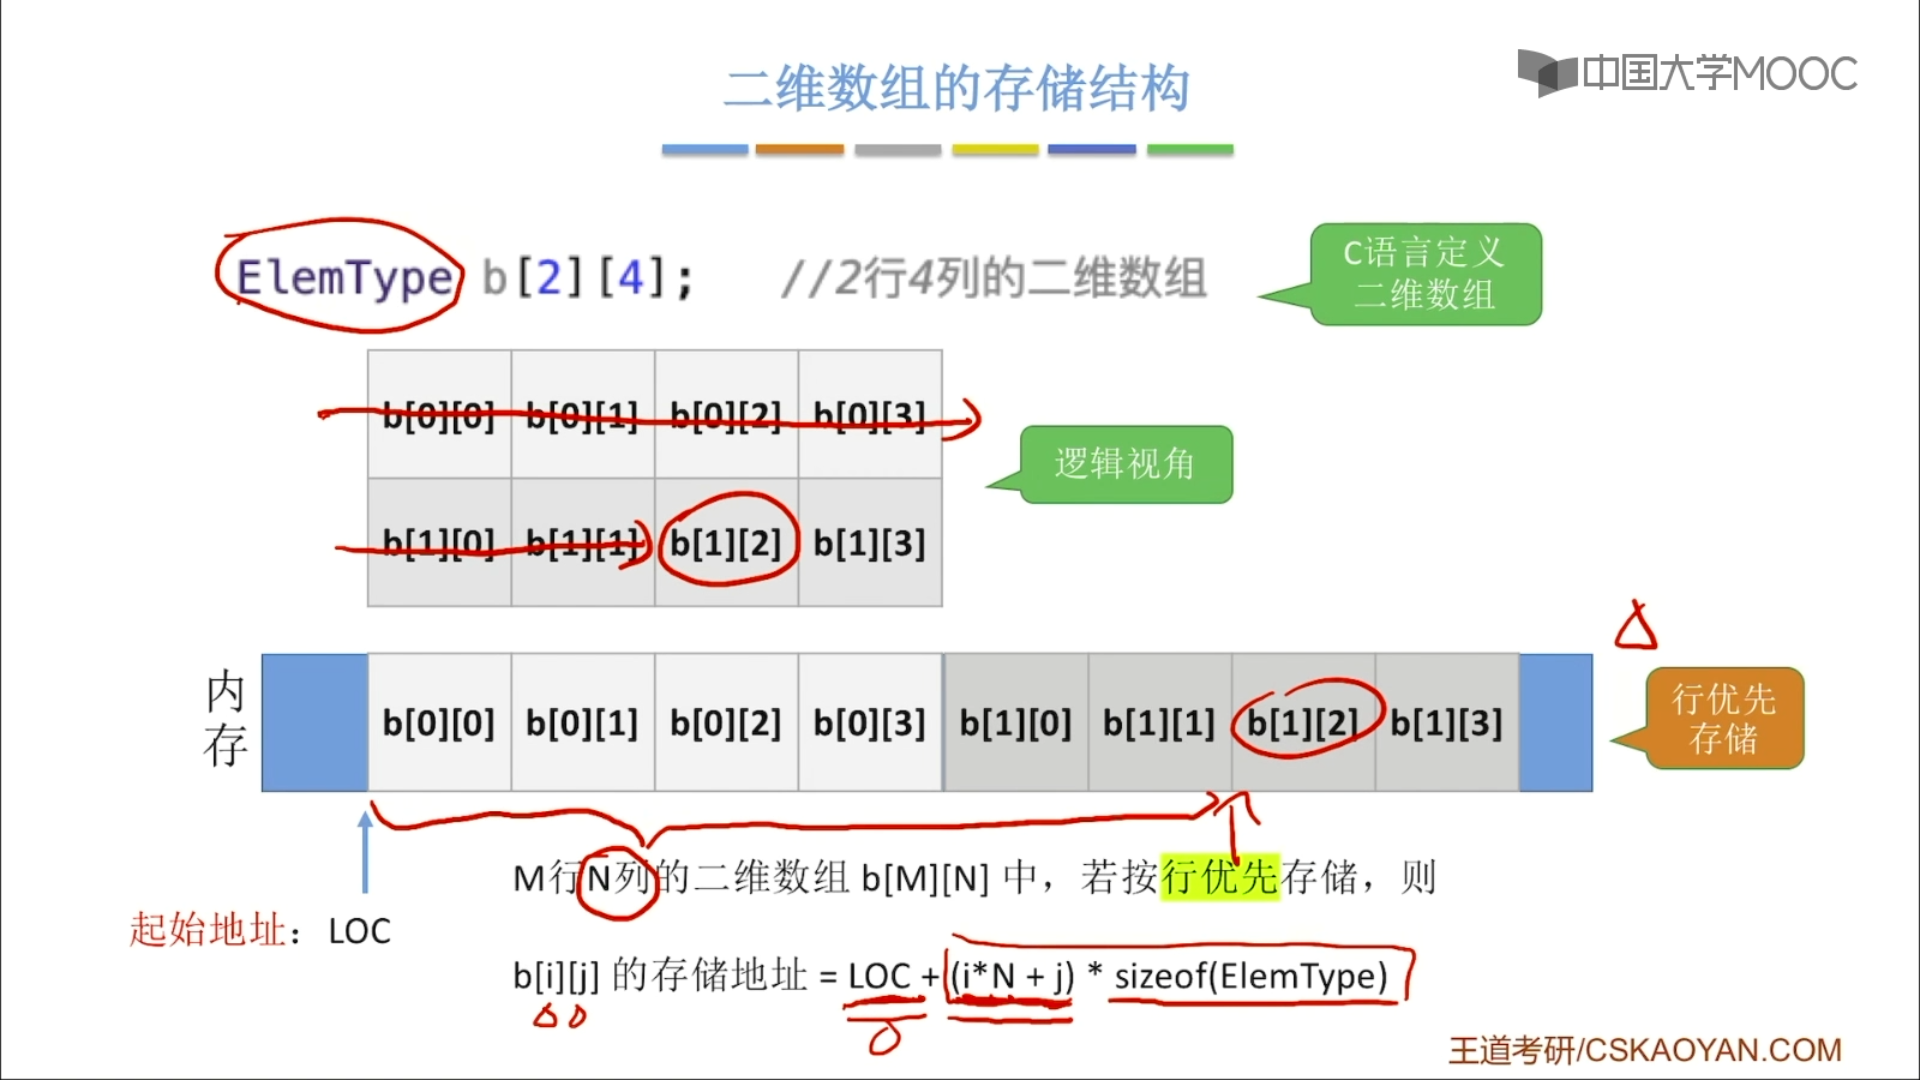 二维数组的存储结构
中国大学MOOC
ElemType b[2][4]; //2行4列的二维数组
C语言定义
二维数组
b[0][0] b[0][1] b[0][2] b[0][3]
逻辑视角
b[1][0] b[1][1] b[1][2] b[1][3]
内存
b[0][0] b[0][1] b[0][2] b[0][3] b[1][0] b[1][1] b[1][2] b[1][3]
行优先
存储
M行N列的二维数组 b[M][N] 中，若按行优先存储，则
起始地址：LOC
b[i][j] 的存储地址 = LOC + (i*N + j) * sizeof(ElemType)
王道考研/CSKAOYAN.COM